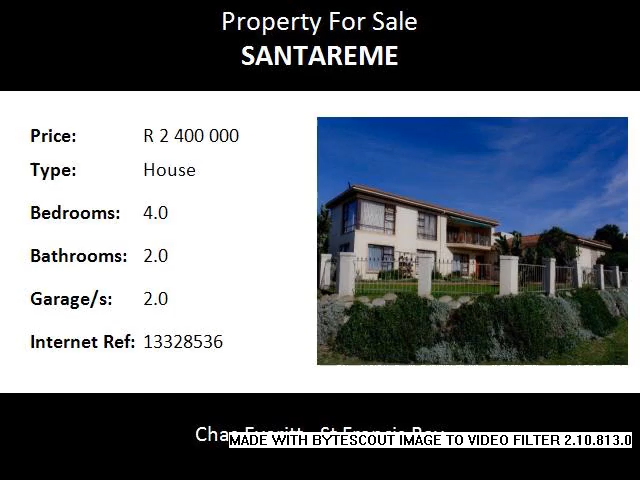 Property For Sale
SANTAREME
Price: R 2 400 000
Type: House
Bedrooms: 4.0
Bathrooms: 2.0
Garage/s: 2.0
Internet Ref: 13328536
MADE WITH BYTESCOUT IMAGE TO VIDEO FILTER 2.10.813.0